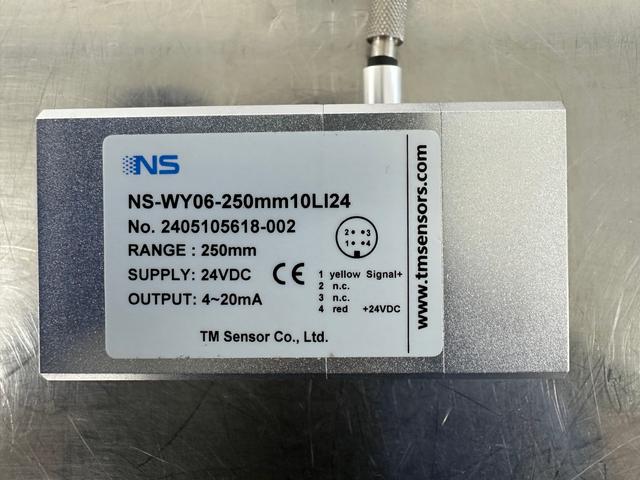 NS
NS-WY06-250mm10LI24
No. 2405105618-002
RANGE : 250mm
SUPPLY: 24VDC
OUTPUT: 4~20mA
CE
2 3
1 4
1 yellow Signal+
2 n.c.
3 n.c.
4 red +24VDC
TM Sensor Co., Ltd.
www.tmsensors.com